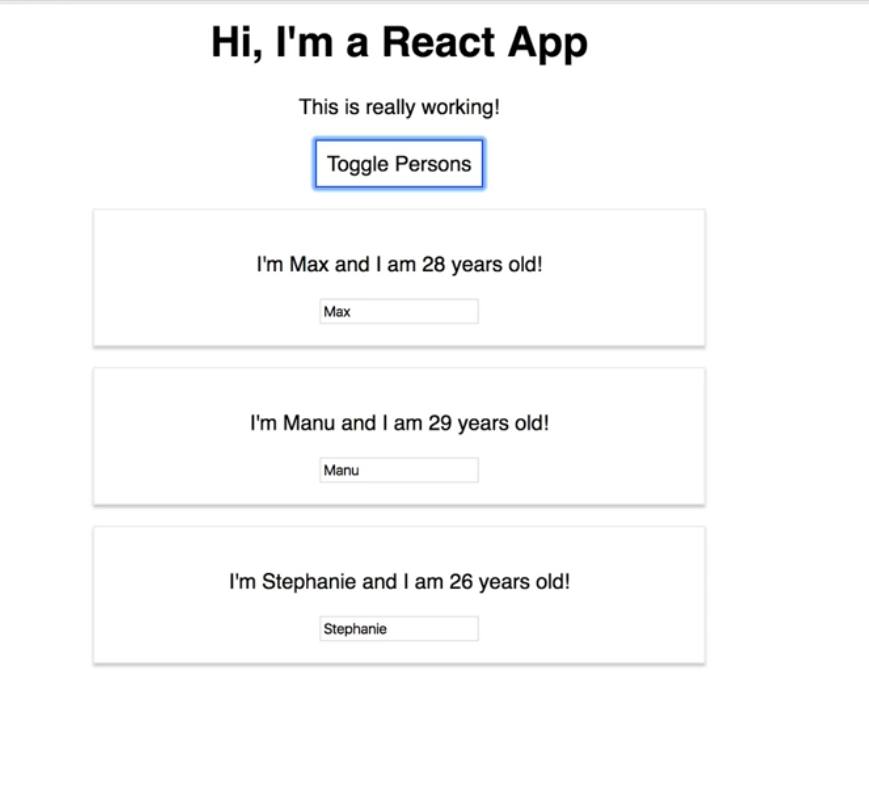 Hi, I'm a React App
This is really working!
Toggle Persons
I'm Max and I am 28 years old!
Max
I'm Manu and I am 29 years old!
Manu
I'm Stephanie and I am 26 years old!
Stephanie